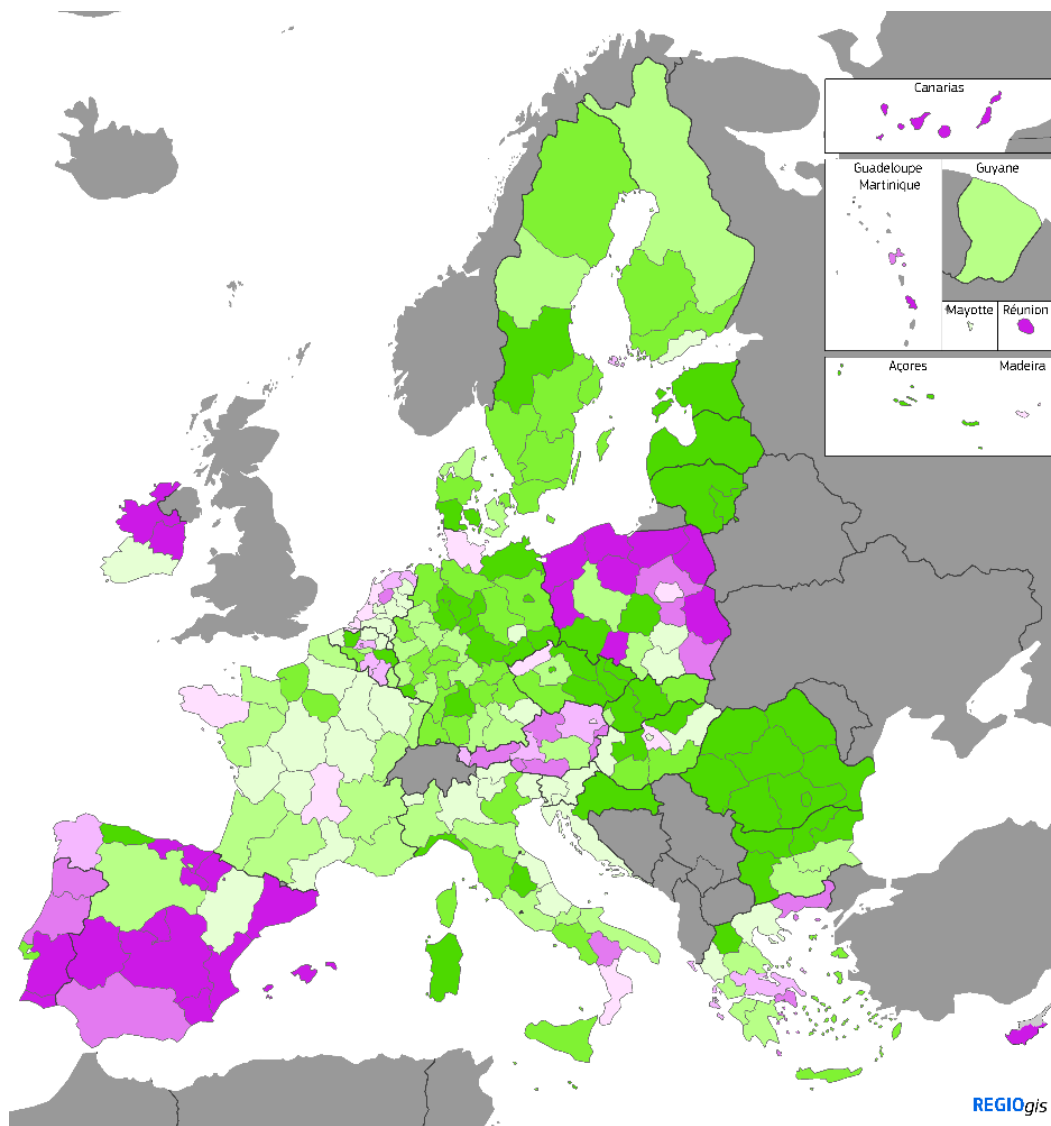 Canarias
Guadeloupe
Martinique
Guyane
Mayotte
Réunion
Açores
Madeira
REGIOgis